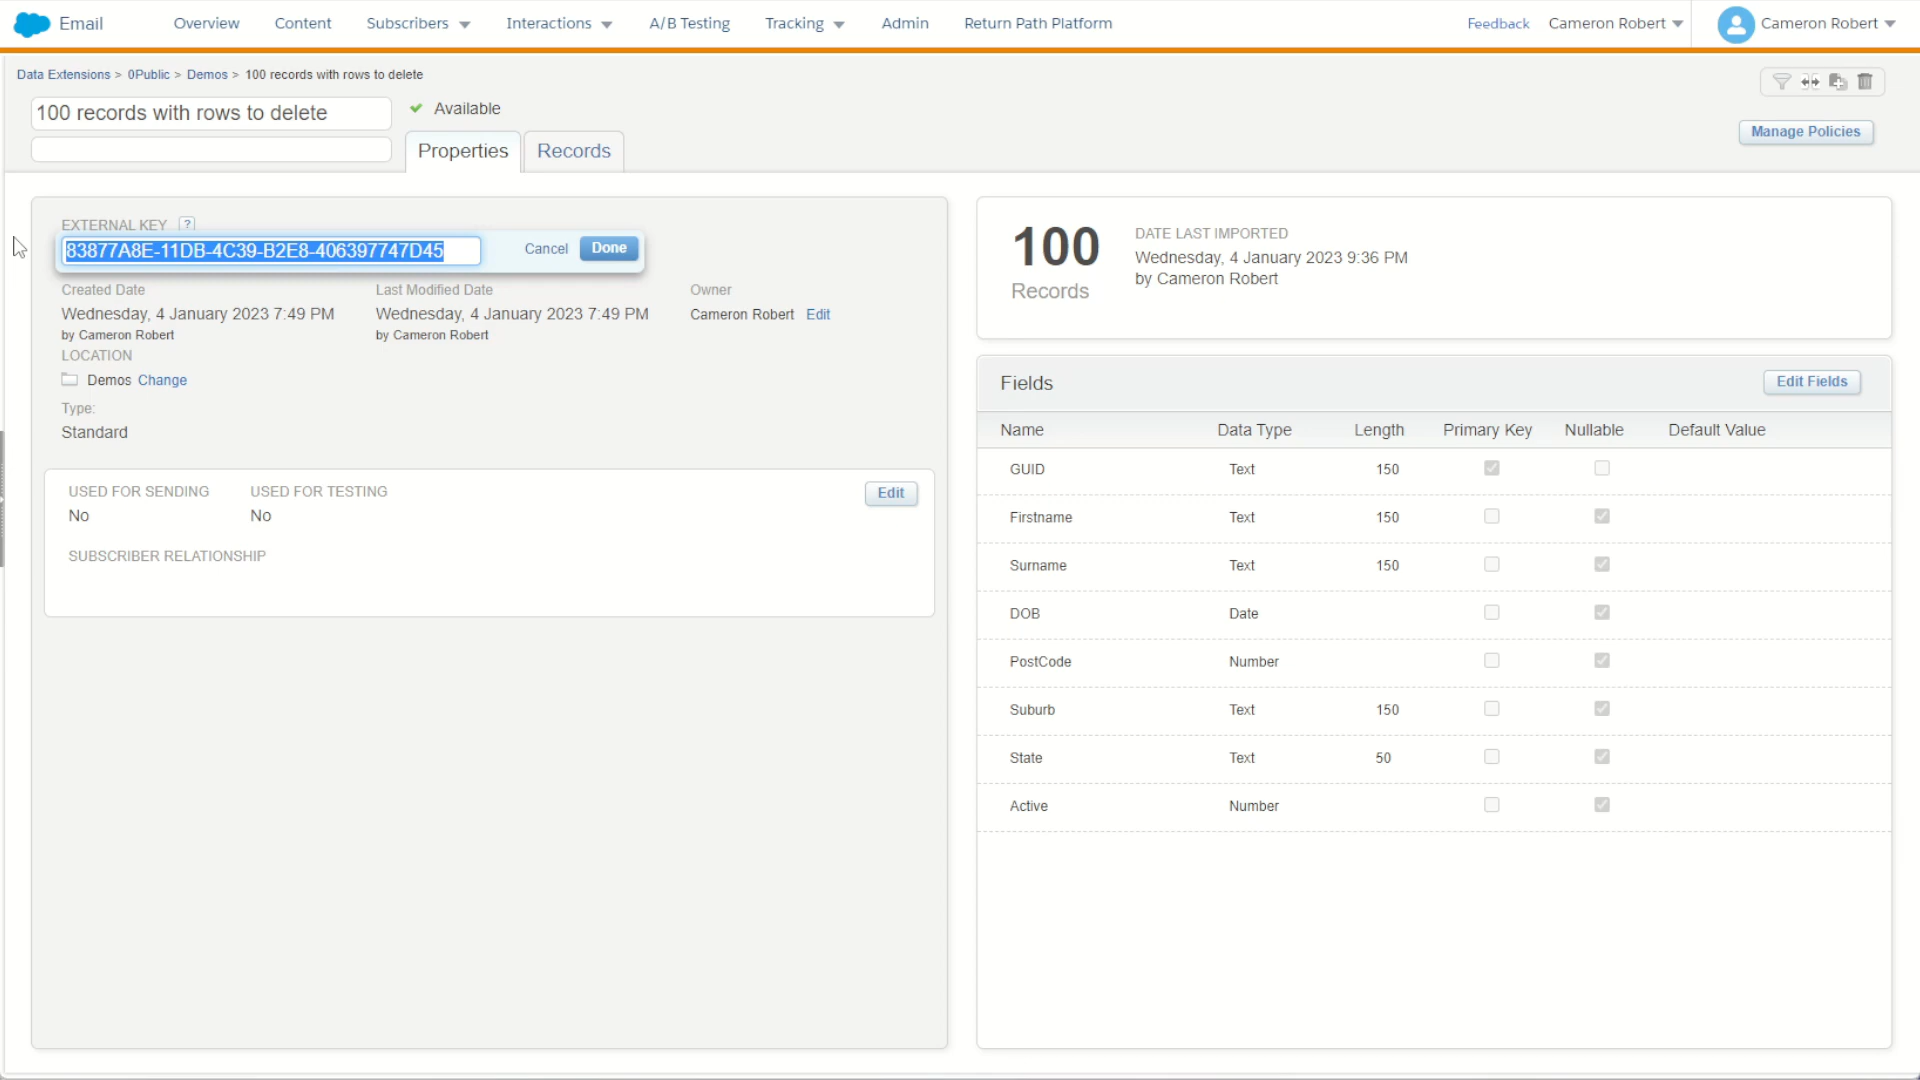 Email
Overview
Content
Subscribers
Interactions
A/B Testing
Tracking
Admin
Return Path Platform
Feedback
Cameron Robert
Cameron Robert
Data Extensions > 0Public > Demos > 100 records with rows to delete
100 records with rows to delete
Available
Properties
Records
Manage Policies
EXTERNAL KEY ?
83877A8E-11DB-4C39-B2E8-406397747D45
Cancel
Done
Created Date
Wednesday, 4 January 2023 7:49 PM
by Cameron Robert
Last Modified Date
Wednesday, 4 January 2023 7:49 PM
by Cameron Robert
Owner
Cameron Robert Edit
LOCATION
Demos Change
Type:
Standard
USED FOR SENDING
No
USED FOR TESTING
No
Edit
SUBSCRIBER RELATIONSHIP
100
Records
DATE LAST IMPORTED
Wednesday, 4 January 2023 9:36 PM
by Cameron Robert
Fields
Edit Fields
Name Data Type Length Primary Key Nullable Default Value
GUID Text 150
Firstname Text 150
Surname Text 150
DOB Date
PostCode Number
Suburb Text 150
State Text 50
Active Number